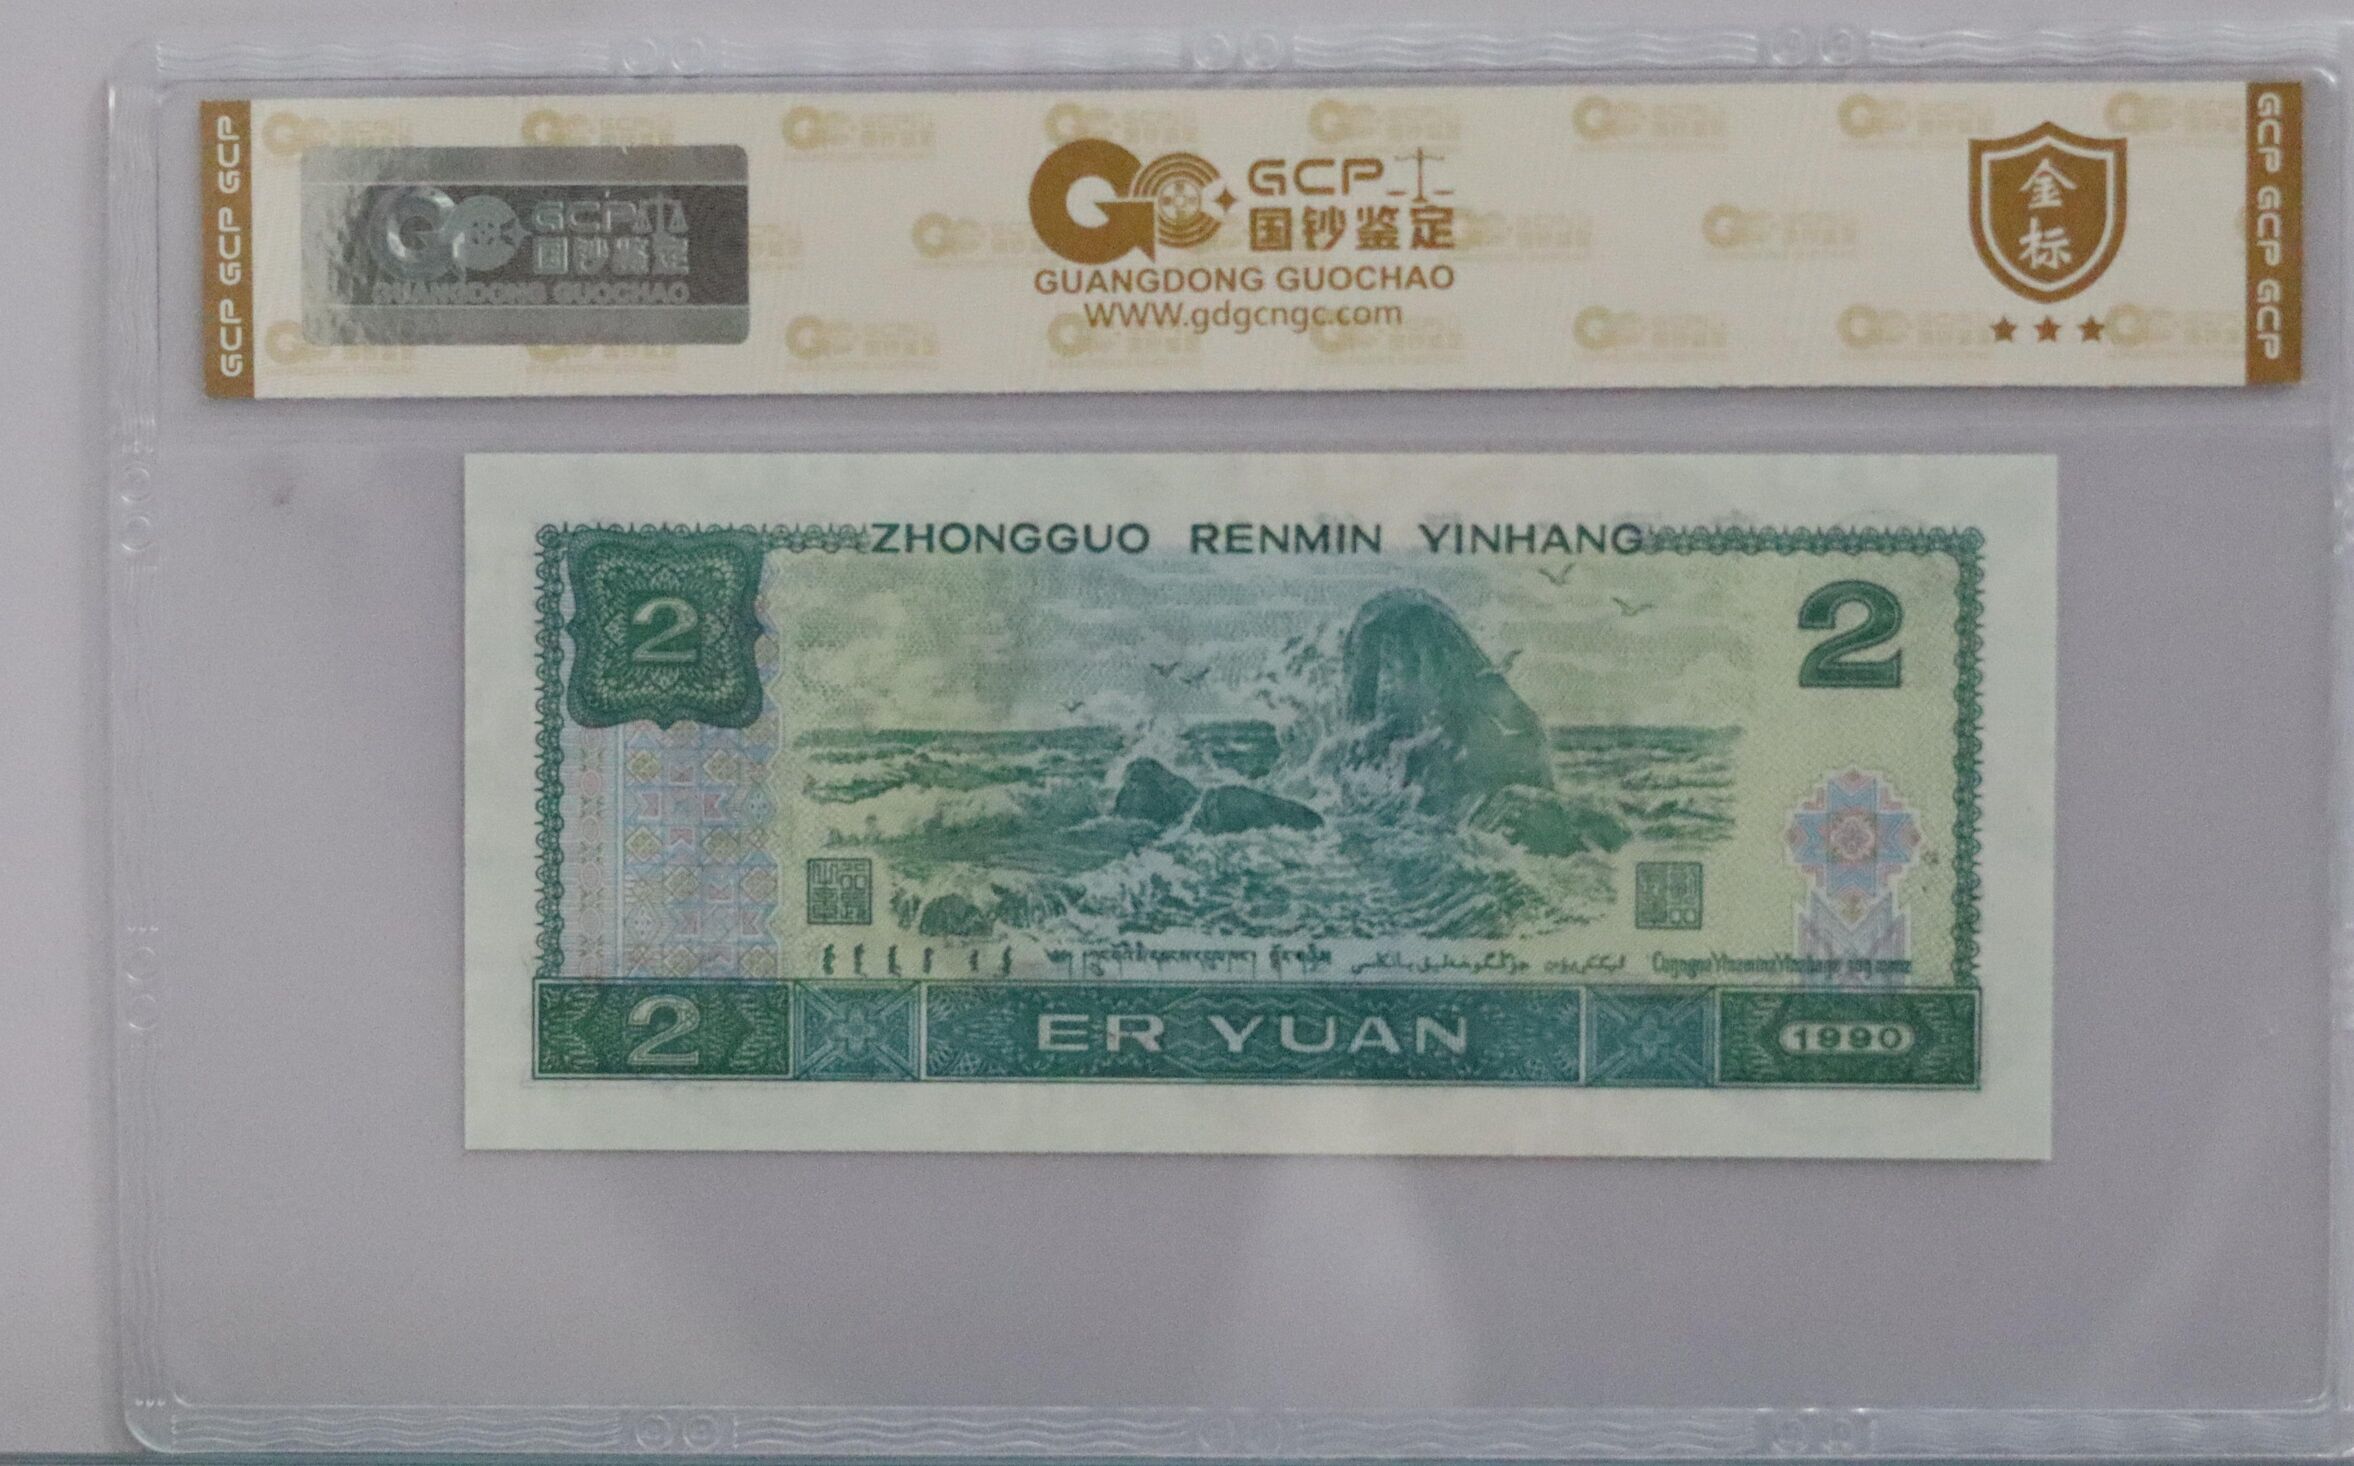 GCP GCP GCP
GCP
国钞鉴定
GUANGDONG GUOCHAO
GCP
国钞鉴定
GUANGDONG GUOCHAO
WWW.gdgcngc.com
金标
GCP GCP GCP
ZHONGGUO RENMIN YINHANG
2
2
2
ER YUAN
1990